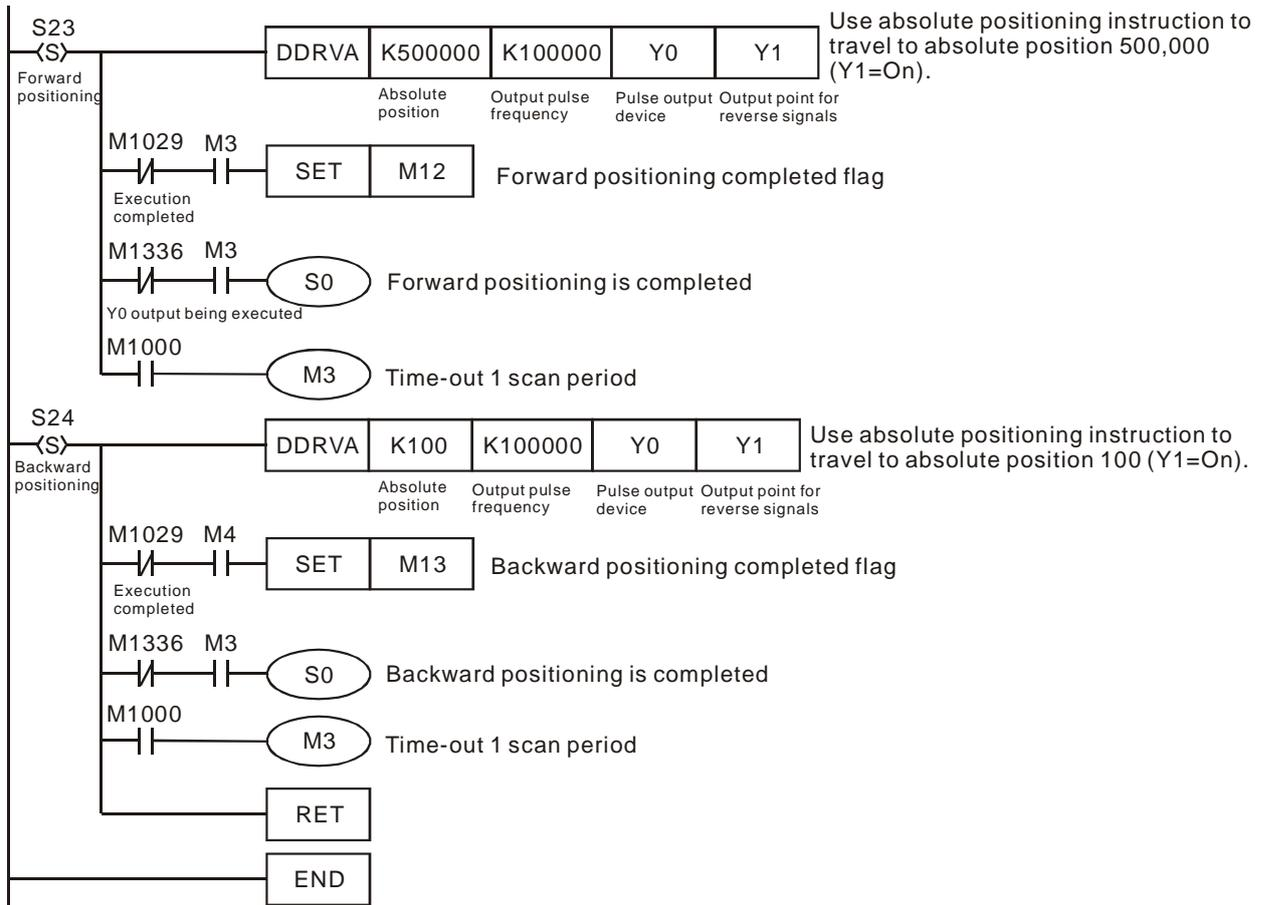 S23
S
Forward
positioning
DDRVA K500000 K100000 Y0 Y1
Use absolute positioning instruction to
travel to absolute position 500,000
(Y1=On).
Absolute
position
Output pulse
frequency
Pulse output
device
Output point for
reverse signals
M1029 M3
SET M12
Forward positioning completed flag
Execution
completed
M1336 M3
S0
Forward positioning is completed
Y0 output being executed
M1000
M3
Time-out 1 scan period
S24
S
Backward
positioning
DDRVA K100 K100000 Y0 Y1
Use absolute positioning instruction to
travel to absolute position 100 (Y1=On).
Absolute
position
Output pulse
frequency
Pulse output
device
Output point for
reverse signals
M1029 M4
SET M13
Backward positioning completed flag
Execution
completed
M1336 M3
S0
Backward positioning is completed
M1000
M3
Time-out 1 scan period
RET
END